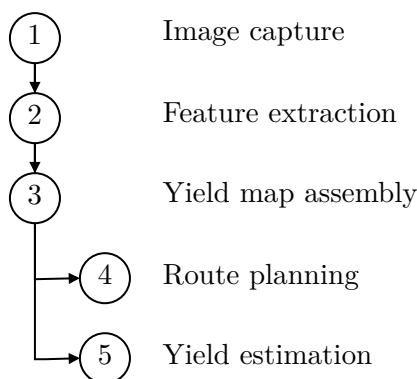 1 Image capture
2 Feature extraction
3 Yield map assembly
4 Route planning
5 Yield estimation